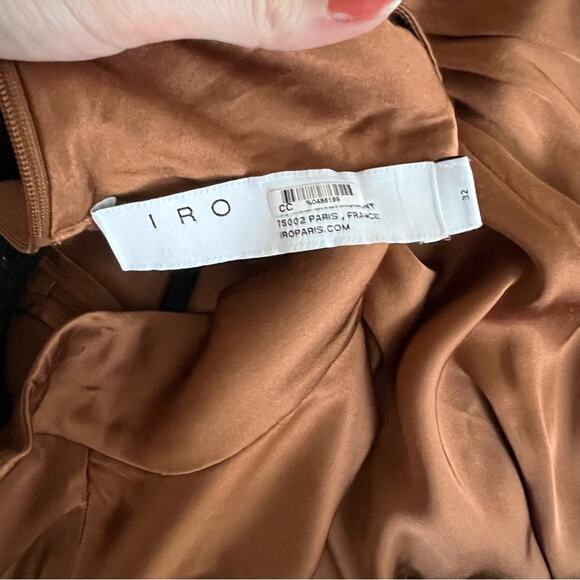 IRO
CC
75002 PARIS , FRANCE
IROPARIS.COM
32